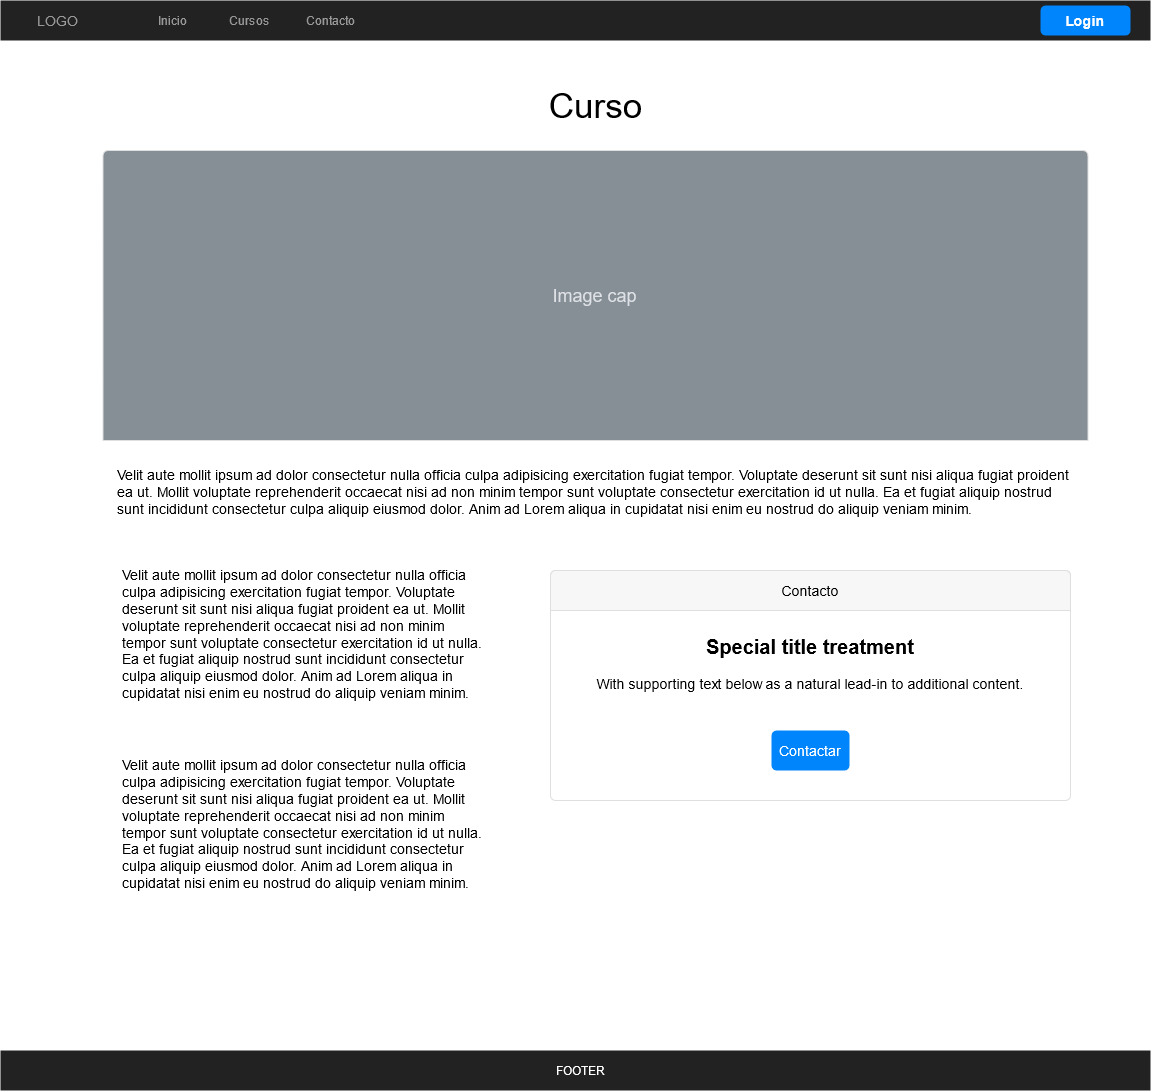 LOGO Inicio Cursos Contacto Login
Curso
Image cap
Velit aute mollit ipsum ad dolor consectetur nulla officia culpa adipisicing exercitation fugiat tempor. Voluptate deserunt sit sunt nisi aliqua fugiat proident
ea ut. Mollit voluptate reprehenderit occaecat nisi ad non minim tempor sunt voluptate consectetur exercitation id ut nulla. Ea et fugiat aliquip nostrud
sunt incididunt consectetur culpa aliquip eiusmod dolor. Anim ad Lorem aliqua in cupidatat nisi enim eu nostrud do aliquip veniam minim.
Velit aute mollit ipsum ad dolor consectetur nulla officia
culpa adipisicing exercitation fugiat tempor. Voluptate
deserunt sit sunt nisi aliqua fugiat proident ea ut. Mollit
voluptate reprehenderit occaecat nisi ad non minim
tempor sunt voluptate consectetur exercitation id ut nulla.
Ea et fugiat aliquip nostrud sunt incididunt consectetur
culpa aliquip eiusmod dolor. Anim ad Lorem aliqua in
cupidatat nisi enim eu nostrud do aliquip veniam minim.
Velit aute mollit ipsum ad dolor consectetur nulla officia
culpa adipisicing exercitation fugiat tempor. Voluptate
deserunt sit sunt nisi aliqua fugiat proident ea ut. Mollit
voluptate reprehenderit occaecat nisi ad non minim
tempor sunt voluptate consectetur exercitation id ut nulla.
Ea et fugiat aliquip nostrud sunt incididunt consectetur
culpa aliquip eiusmod dolor. Anim ad Lorem aliqua in
cupidatat nisi enim eu nostrud do aliquip veniam minim.
Contacto
Special title treatment
With supporting text below as a natural lead-in to additional content.
Contactar
FOOTER